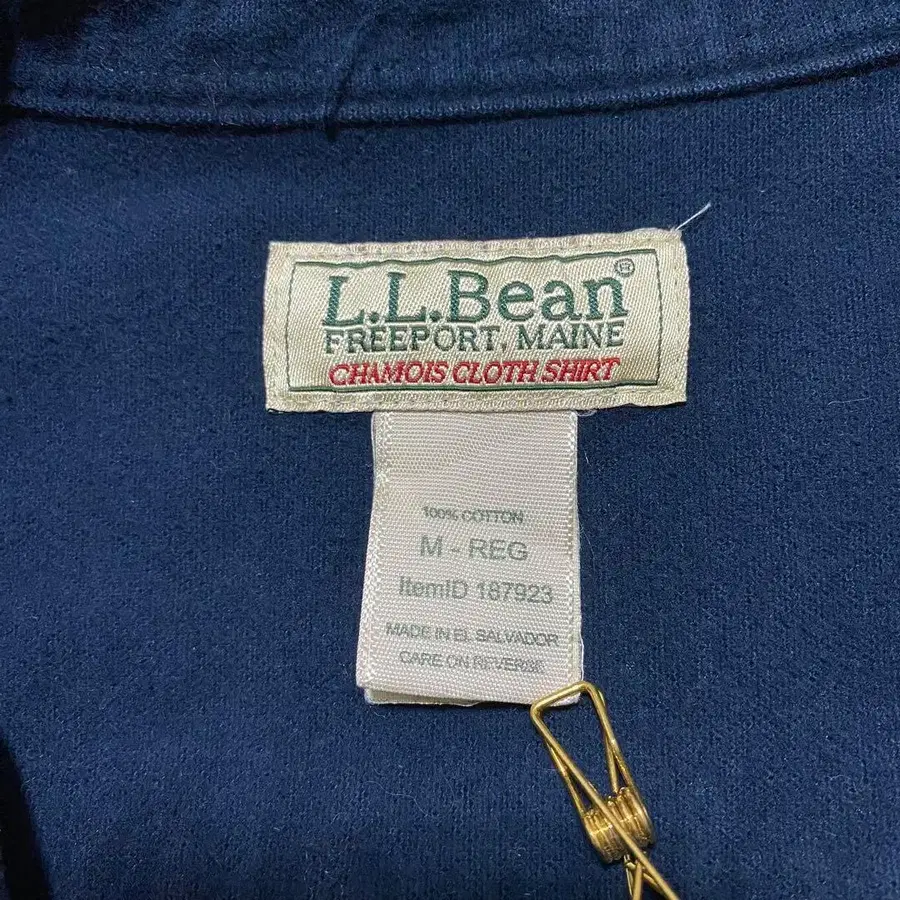 L.L.Bean®
FREEPORT, MAINE
CHAMOIS CLOTH SHIRT
100% COTTON
M - REG
ItemID 187923
MADE IN EL SALVADOR
CARE ON REVERSE